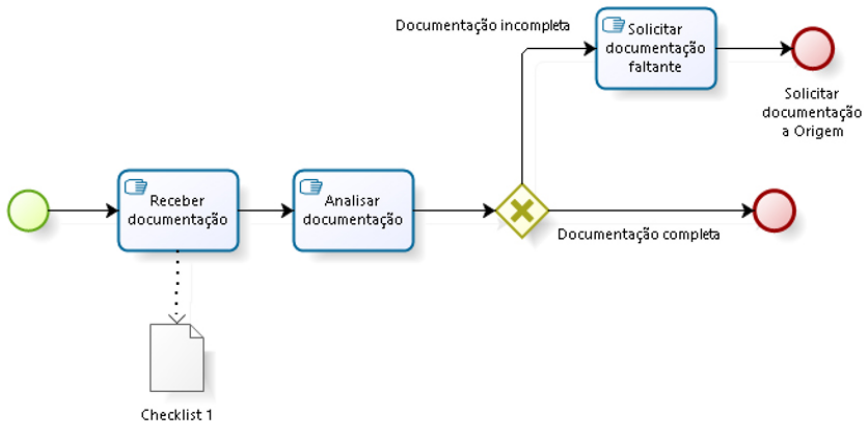 Documentação incompleta
Solicitar
documentação
faltante
Solicitar
documentação
a Origem
Receber
documentação
Analisar
documentação
Documentação completa
Checklist 1